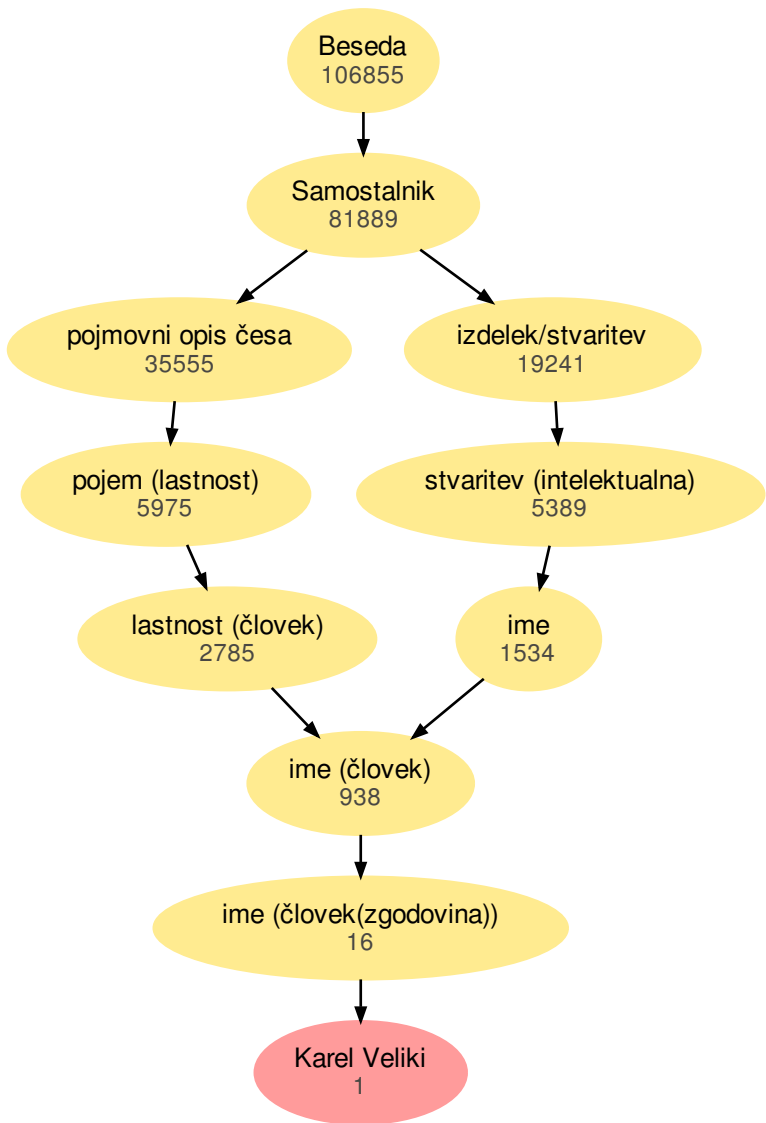 Beseda
106855
Samostalnik
81889
pojmovni opis česa
35555
izdelek/stvaritev
19241
pojem (lastnost)
5975
stvaritev (intelektualna)
5389
lastnost (človek)
2785
ime
1534
ime (človek)
938
ime (človek(zgodovina))
16
Karel Veliki
1